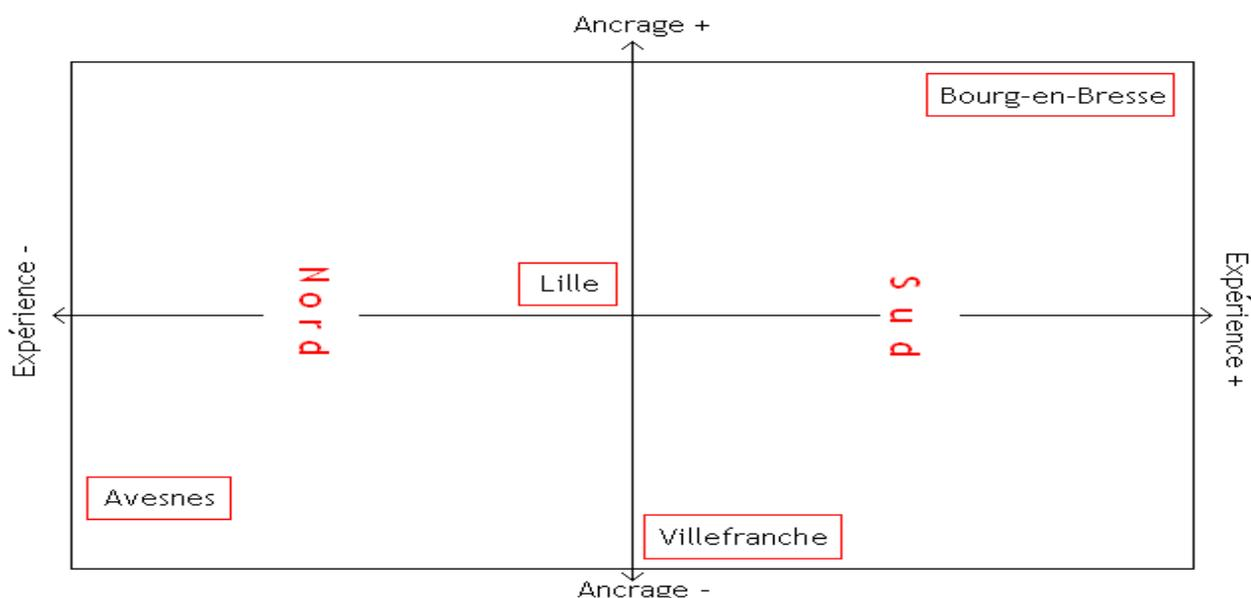 Ancrage +
Bourg-en-Bresse
Expérience -
Nord
Lille
Sud
Expérience +
Avesnes
Villefranche
Ancrage -